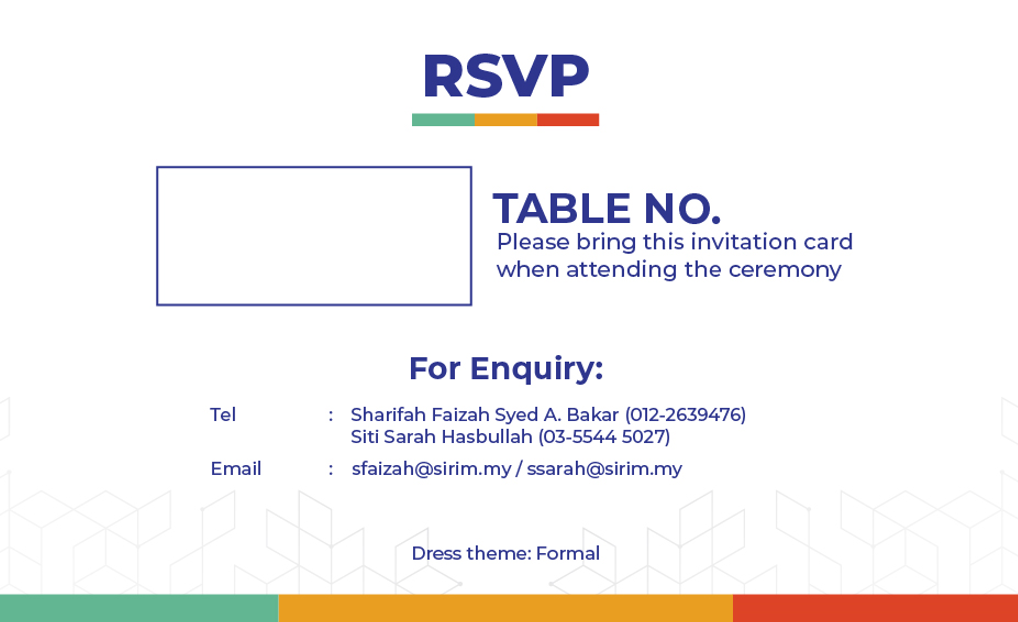 RSVP
TABLE NO.
Please bring this invitation card
when attending the ceremony
For Enquiry:
Tel : Sharifah Faizah Syed A. Bakar (012-2639476)
Siti Sarah Hasbullah (03-5544 5027)
Email : sfaizah@sirim.my / ssarah@sirim.my
Dress theme: Formal